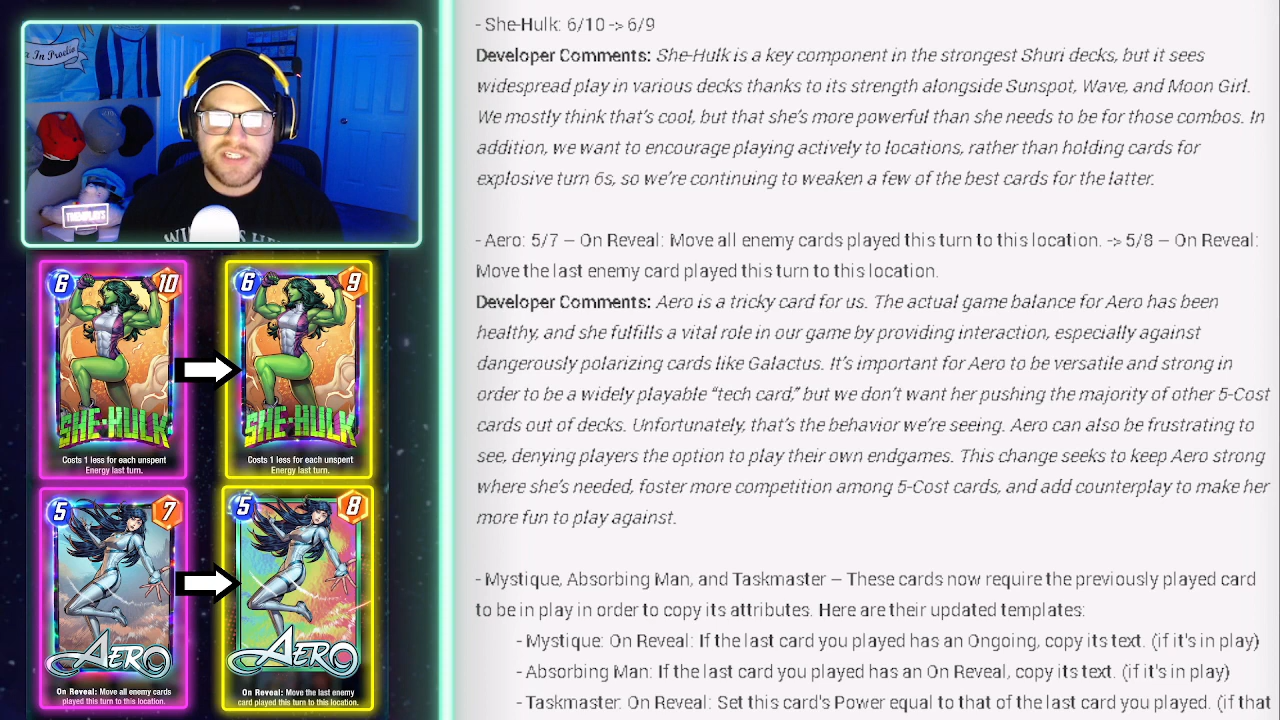 In Proctio
TWEMPLAYS
- She-Hulk: 6/10 -> 6/9
Developer Comments: She-Hulk is a key component in the strongest Shuri decks, but it sees
widespread play in various decks thanks to its strength alongside Sunspot, Wave, and Moon Girl.
We mostly think that's cool, but that she's more powerful than she needs to be for those combos. In
addition, we want to encourage playing actively to locations, rather than holding cards for
explosive turn 6s, so we're continuing to weaken a few of the best cards for the latter.
- Aero: 5/7 – On Reveal: Move all enemy cards played this turn to this location. -> 5/8 – On Reveal:
Move the last enemy card played this turn to this location.
Developer Comments: Aero is a tricky card for us. The actual game balance for Aero has been
healthy, and she fulfills a vital role in our game by providing interaction, especially against
dangerously polarizing cards like Galactus. It's important for Aero to be versatile and strong in
order to be a widely playable “tech card,” but we don't want her pushing the majority of other 5-Cost
cards out of decks. Unfortunately, that's the behavior we're seeing. Aero can also be frustrating to
see, denying players the option to play their own endgames. This change seeks to keep Aero strong
where she's needed, foster more competition among 5-Cost cards, and add counterplay to make her
more fun to play against.
- Mystique, Absorbing Man, and Taskmaster – These cards now require the previously played card
to be in play in order to copy its attributes. Here are their updated templates:
- Mystique: On Reveal: If the last card you played has an Ongoing, copy its text. (if it's in play)
- Absorbing Man: If the last card you played has an On Reveal, copy its text. (if it's in play)
- Taskmaster: On Reveal: Set this card's Power equal to that of the last card you played. (if that
6 10
SHE-HULK
Costs 1 less for each unspent
Energy last turn.
6 9
SHE-HULK
Costs 1 less for each unspent
Energy last turn.
5 7
AERO
On Reveal: Move all enemy cards
played this turn to this location.
5 8
AERO
On Reveal: Move the last enemy
card played this turn to this location.